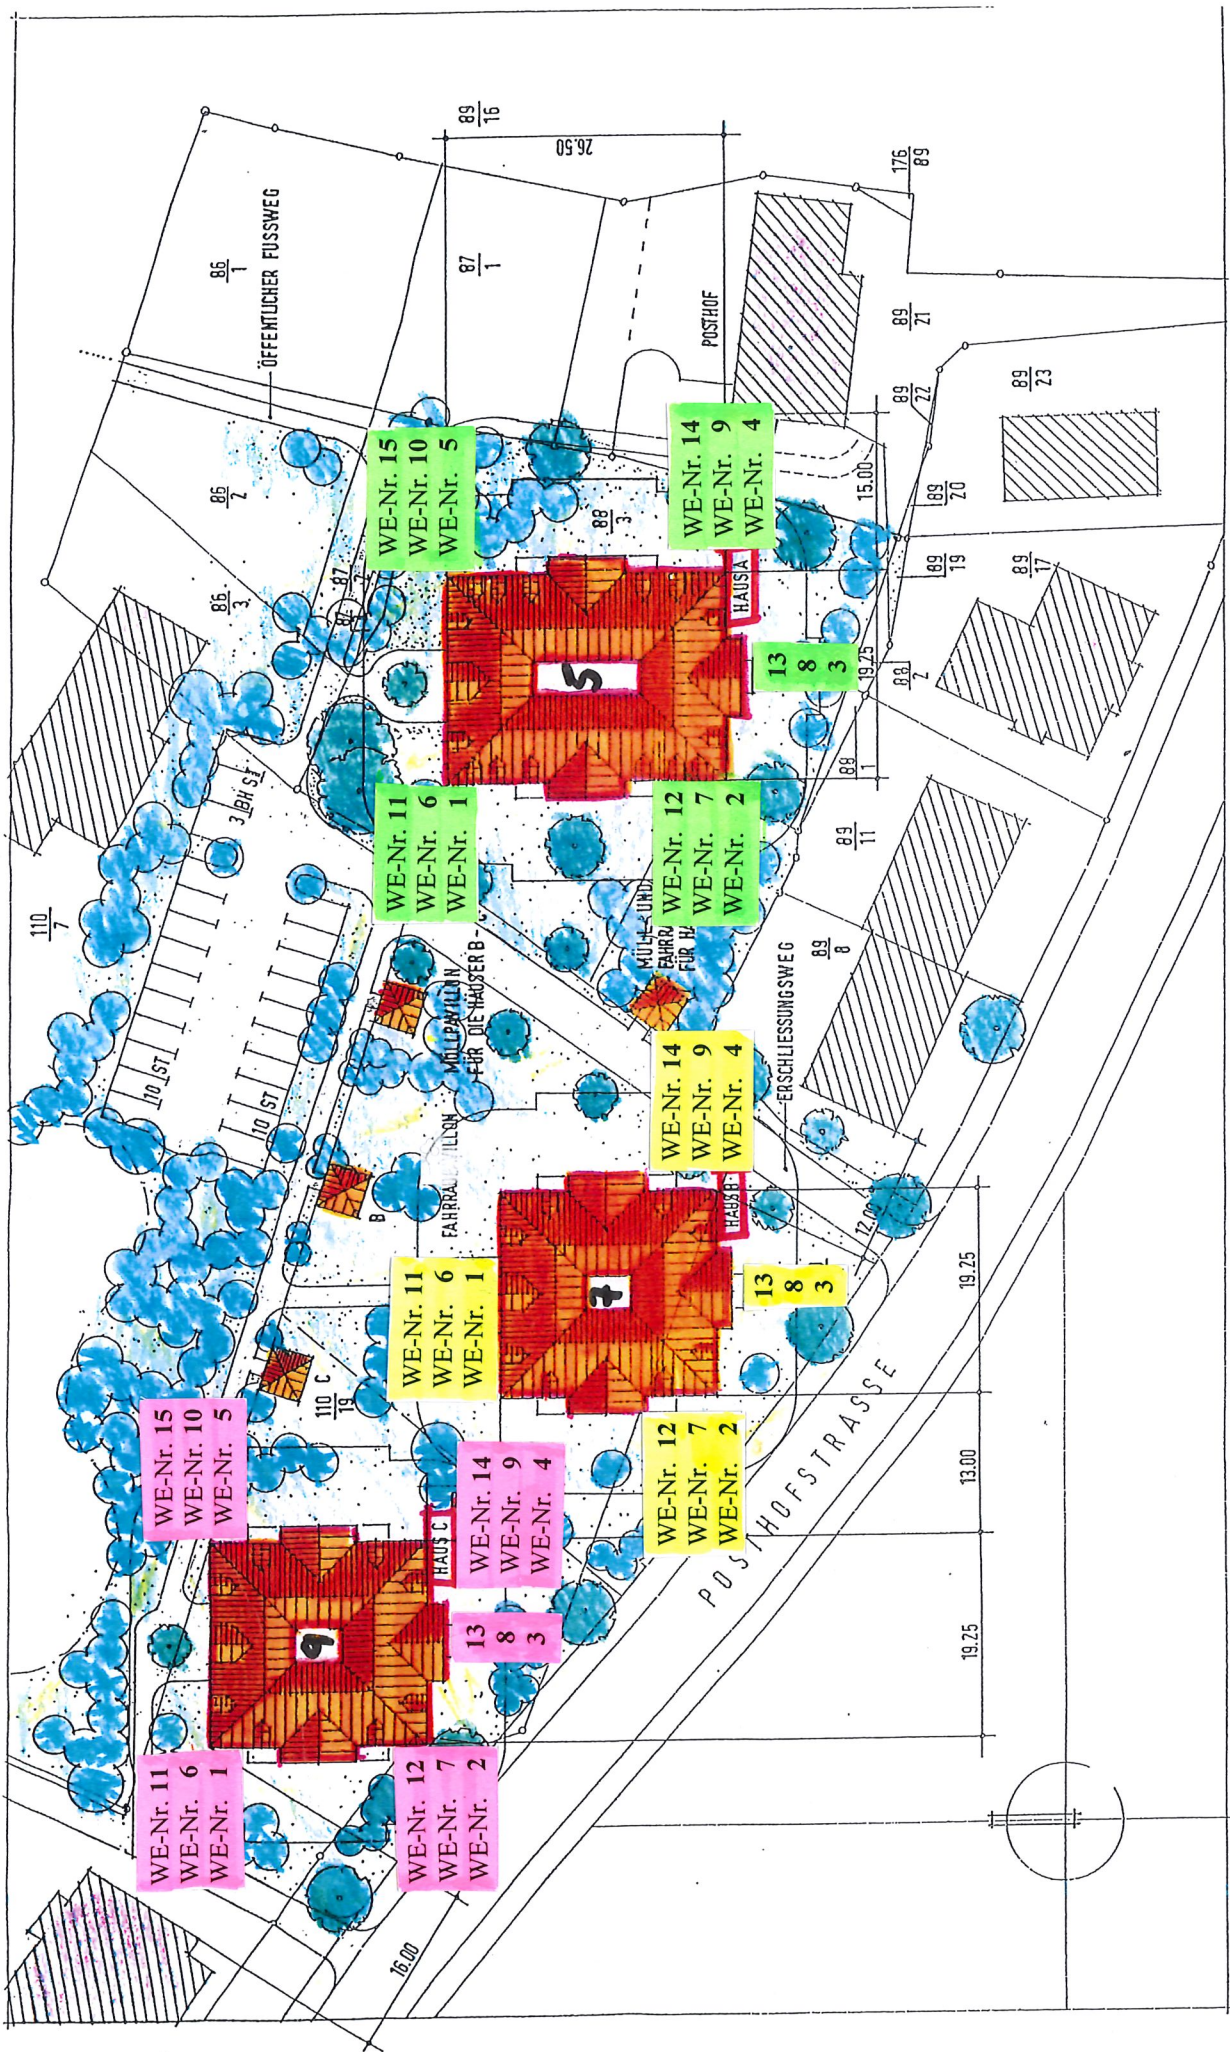 110
7
3 BH ST
10 ST
10 ST
86
3
86
2
86
1
ÖFFENTLICHER FUSSWEG
WE-Nr. 11
WE-Nr. 6
WE-Nr. 1
WE-Nr. 15
WE-Nr. 10
WE-Nr. 5
9
110
19
C
B
87
87
WE-Nr. 11
WE-Nr. 6
WE-Nr. 1
WE-Nr. 15
WE-Nr. 10
WE-Nr. 5
87
1
89
16
26.50
16.00
WE-Nr. 12
WE-Nr. 7
WE-Nr. 2
HAUS C
13
8
3
WE-Nr. 14
WE-Nr. 9
WE-Nr. 4
WE-Nr. 11
WE-Nr. 6
WE-Nr. 1
MÜLLPAVILLON
FÜR DIE HÄUSER B -
7
5
88
3
MÜLL - UND
WE-Nr. 12
WE-Nr. 7
WE-Nr. 2
WE-Nr. 14
WE-Nr. 9
WE-Nr. 4
WE-Nr. 12
WE-Nr. 7
WE-Nr. 2
WE-Nr. 14
WE-Nr. 9
WE-Nr. 4
POSTHOF
HAUS B
HAUS A
13
8
3
13
8
3
ERSCHLIESSUNGSWEG
POSTHOFSTRASSE
12.00
89
8
89
11
88
1
19.25
15.00
88
2
89
19
89
20
89
22
89
21
176
89
19.25
13.00
19.25
89
17
89
23